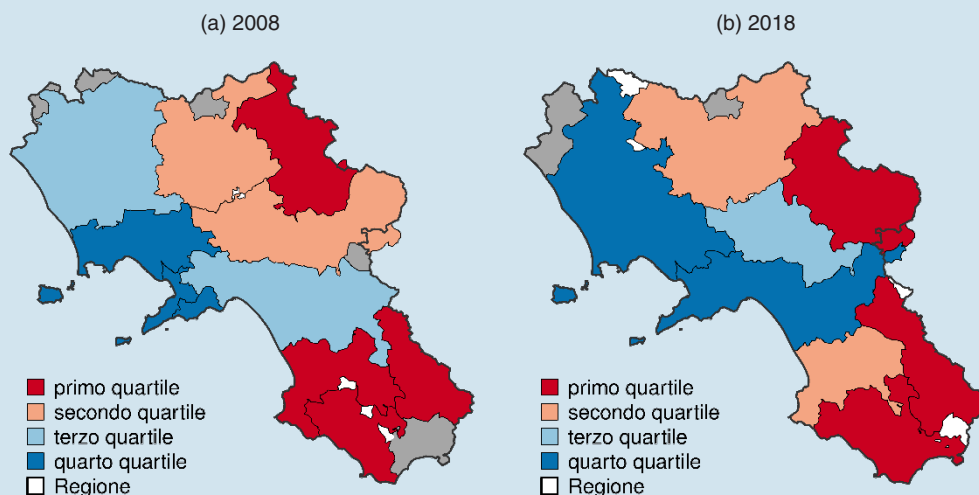 (a) 2008
primo quartile
secondo quartile
terzo quartile
quarto quartile
Regione
(b) 2018
primo quartile
secondo quartile
terzo quartile
quarto quartile
Regione